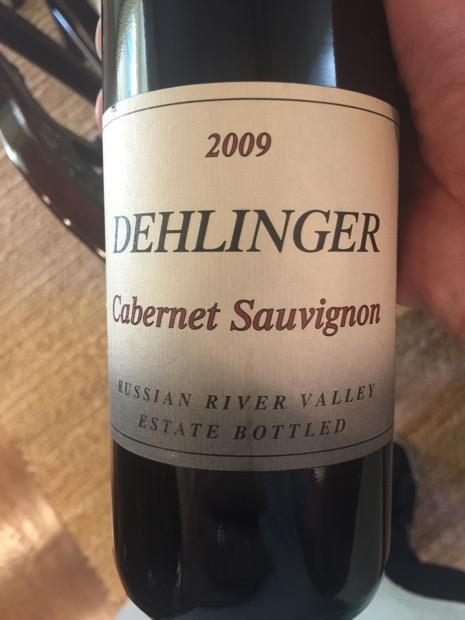 2009
DEHLINGER
Cabernet Sauvignon
RUSSIAN RIVER VALLEY
ESTATE BOTTLED